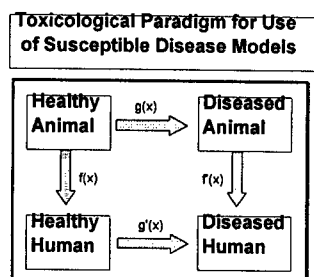 Toxicological Paradigm for Use
of Susceptible Disease Models
Healthy
Animal
g(x)
Diseased
Animal
f(x)
f'(x)
Healthy
Human
g'(x)
Diseased
Human